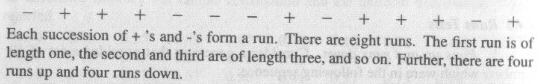 − + + + − − − + − + + + − +
Each succession of + 's and -'s form a run. There are eight runs. The first run is of
length one, the second and third are of length three, and so on. Further, there are four
runs up and four runs down.